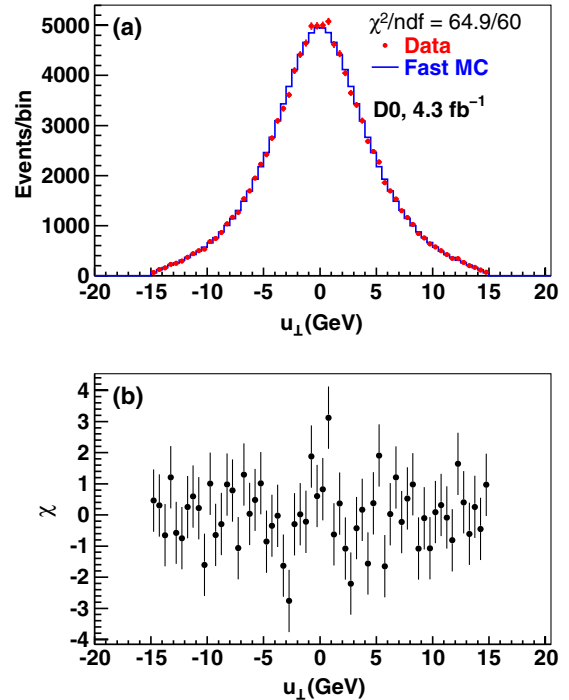 (a)
χ²/ndf = 64.9/60
Data
Fast MC
D0, 4.3 fb⁻¹
Events/bin
5000
4000
3000
2000
1000
0
-20 -15 -10 -5 0 5 10 15 20
u⊥(GeV)
(b)
χ
4
3
2
1
0
-1
-2
-3
-4
-20 -15 -10 -5 0 5 10 15 20
u⊥(GeV)